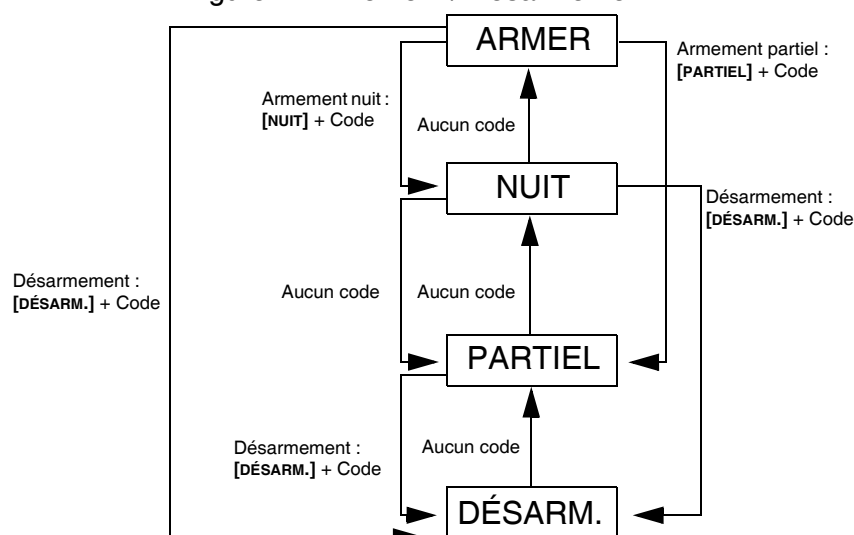 ARMER
Armement partiel :
[PARTIEL] + Code
Armement nuit :
[NUIT] + Code
Aucun code
NUIT
Désarmement :
[DÉSARM.] + Code
Désarmement :
[DÉSARM.] + Code
Aucun code
Aucun code
PARTIEL
Désarmement :
[DÉSARM.] + Code
Aucun code
DÉSARM.